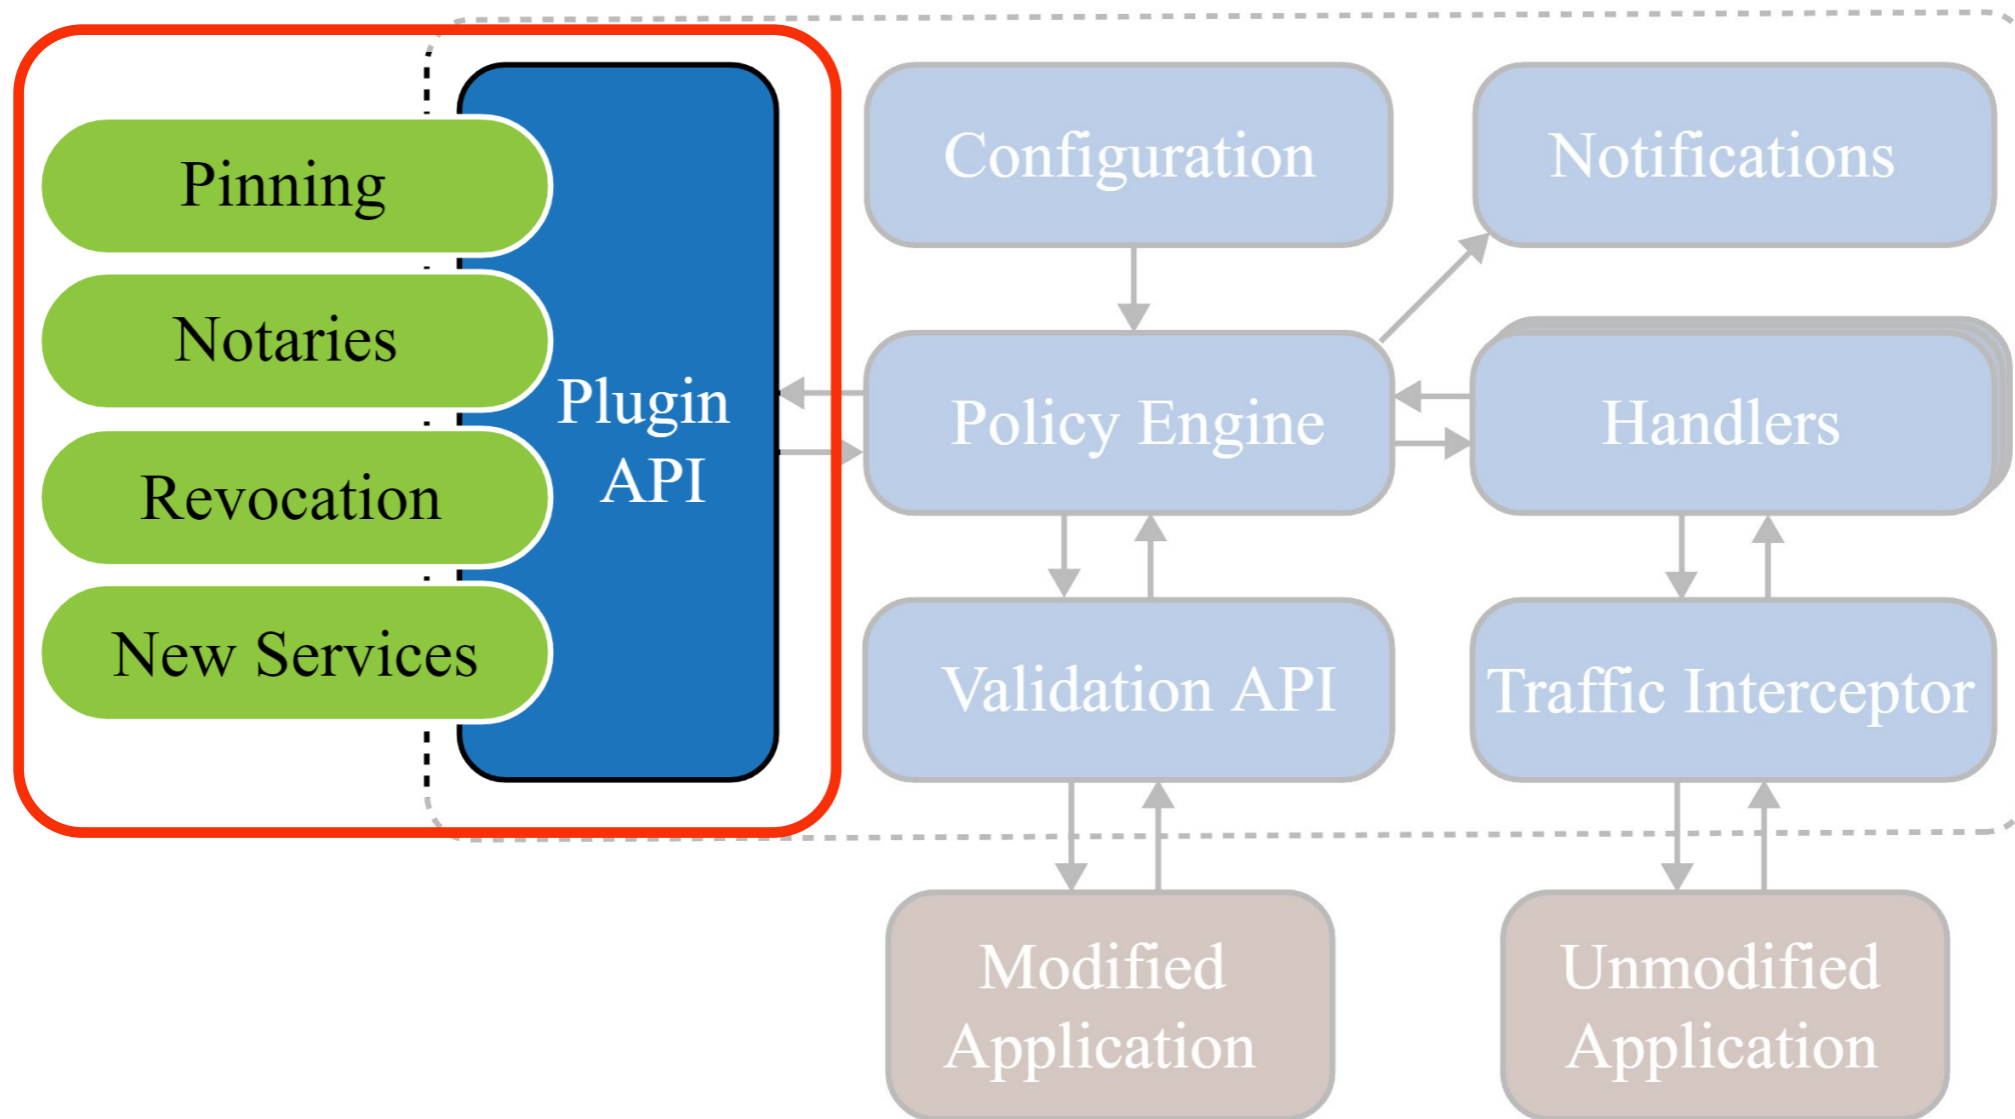 Pinning
Notaries
Revocation
New Services
Plugin
API
Configuration
Notifications
Policy Engine
Handlers
Validation API
Traffic Interceptor
Modified
Application
Unmodified
Application